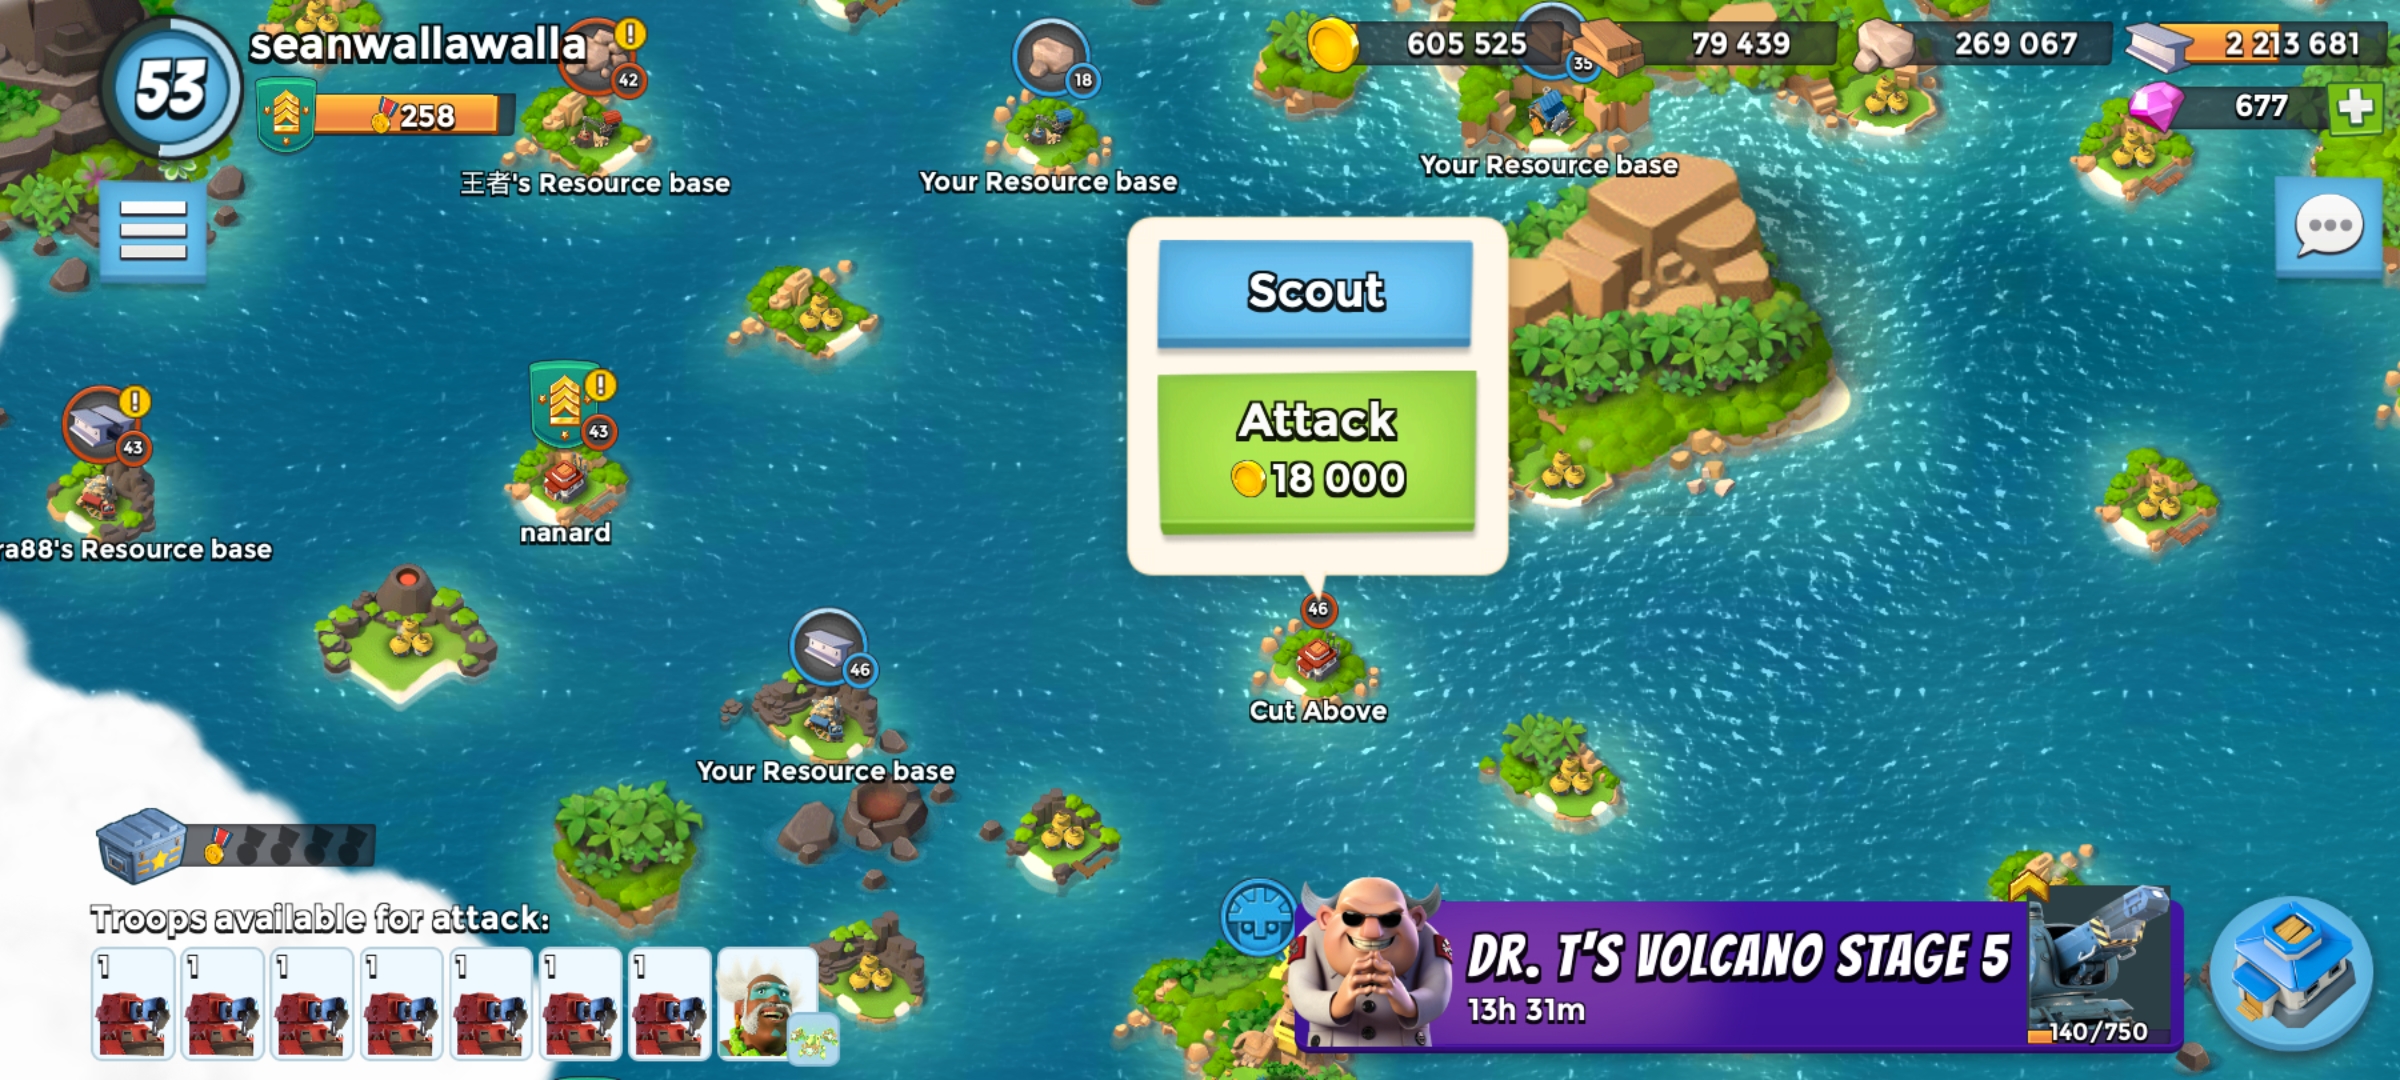 53
seanwallawalla
258
42
王者's Resource base
18
Your Resource base
35
Your Resource base
605 525
79 439
269 067
2 213 681
677
Scout
Attack
18 000
43
ra88's Resource base
43
nanard
46
Cut Above
46
Your Resource base
Troops available for attack:
1 1 1 1 1 1 1
DR. T'S VOLCANO STAGE 5
13h 31m
140/750